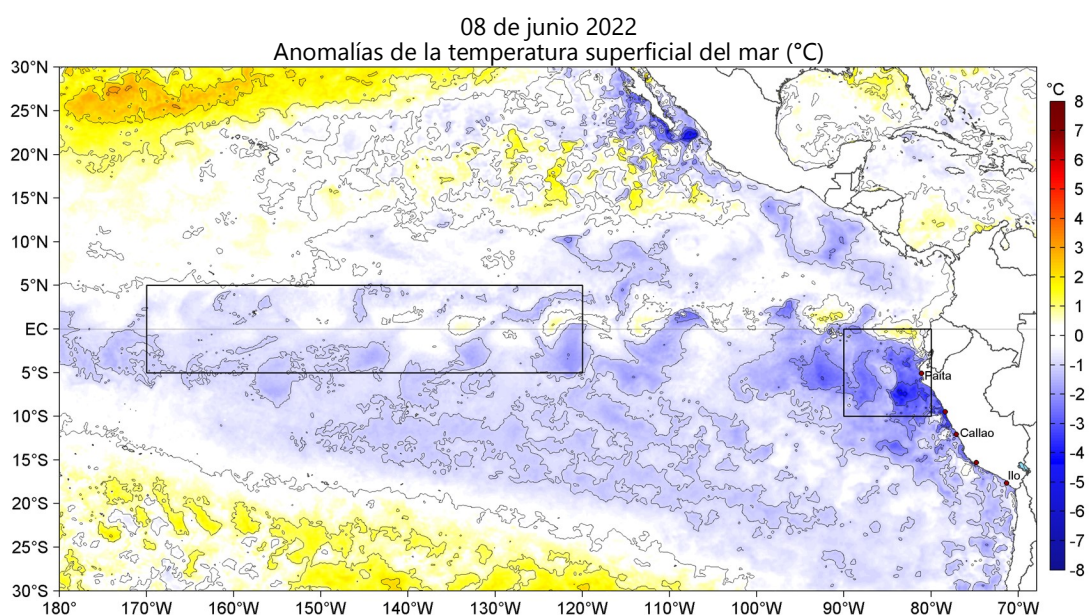 08 de junio 2022
Anomalías de la temperatura superficial del mar (°C)
30°N
25°N
20°N
15°N
10°N
5°N
EC
5°S
10°S
15°S
20°S
25°S
30°S
180°
170°W
160°W
150°W
140°W
130°W
120°W
110°W
100°W
90°W
80°W
70°W
Paita
Callao
Ilo
°C
8
7
6
5
4
3
2
1
0
-1
-2
-3
-4
-5
-6
-7
-8